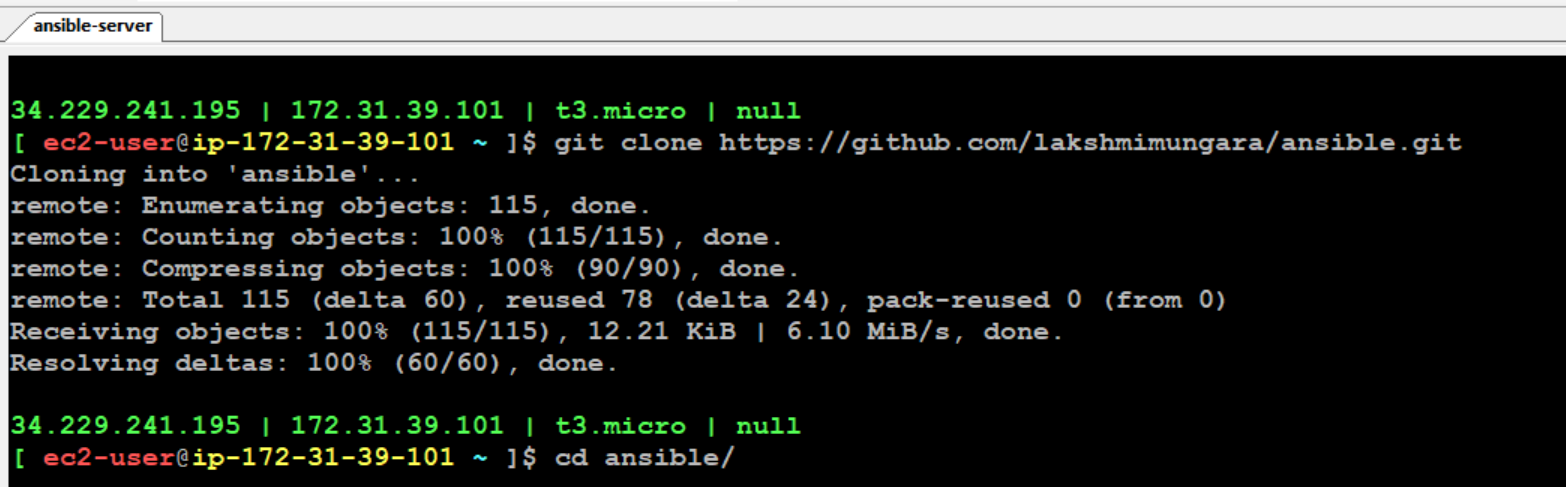 ansible-server
34.229.241.195 | 172.31.39.101 | t3.micro | null
[ ec2-user@ip-172-31-39-101 ~ ]$ git clone https://github.com/lakshmimungara/ansible.git
Cloning into 'ansible'...
remote: Enumerating objects: 115, done.
remote: Counting objects: 100% (115/115), done.
remote: Compressing objects: 100% (90/90), done.
remote: Total 115 (delta 60), reused 78 (delta 24), pack-reused 0 (from 0)
Receiving objects: 100% (115/115), 12.21 KiB | 6.10 MiB/s, done.
Resolving deltas: 100% (60/60), done.
34.229.241.195 | 172.31.39.101 | t3.micro | null
[ ec2-user@ip-172-31-39-101 ~ ]$ cd ansible/